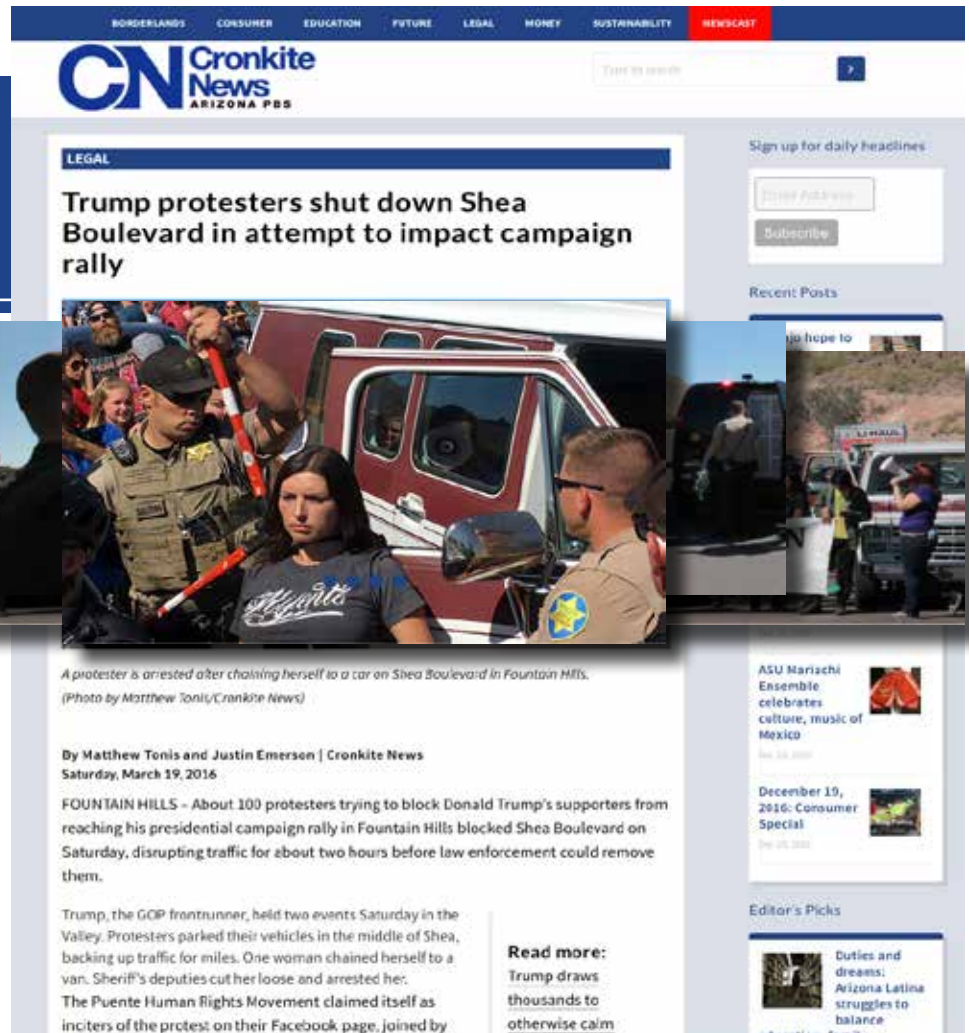 BORDERLANDS CONSUMER EDUCATION FUTURE LEGAL MONEY SUSTAINABILITY NEWSCAST
CN Cronkite
News
ARIZONA PBS
Sign up for daily headlines
Subscribe
LEGAL
Trump protesters shut down Shea
Boulevard in attempt to impact campaign
rally
Recent Posts
hope to
U-HAUL
A protester is arrested after chaining herself to a car on Shea Boulevard in Fountain Hills.
(Photo by Matthew Tonis/Cronkite News)
By Matthew Tonis and Justin Emerson | Cronkite News
Saturday, March 19, 2016
FOUNTAIN HILLS – About 100 protesters trying to block Donald Trump's supporters from
reaching his presidential campaign rally in Fountain Hills blocked Shea Boulevard on
Saturday, disrupting traffic for about two hours before law enforcement could remove
them.
Trump, the GOP frontrunner, held two events Saturday in the
Valley. Protesters parked their vehicles in the middle of Shea,
backing up traffic for miles. One woman chained herself to a
van. Sheriff's deputies cut her loose and arrested her.
The Puente Human Rights Movement claimed itself as
inciters of the protest on their Facebook page, joined by
Read more:
Trump draws
thousands to
otherwise calm
ASU Mariachi
Ensemble
celebrates
culture, music of
Mexico
December 19,
2016: Consumer
Special
Editor's Picks
Duties and
dreams:
Arizona Latina
struggles to
balance